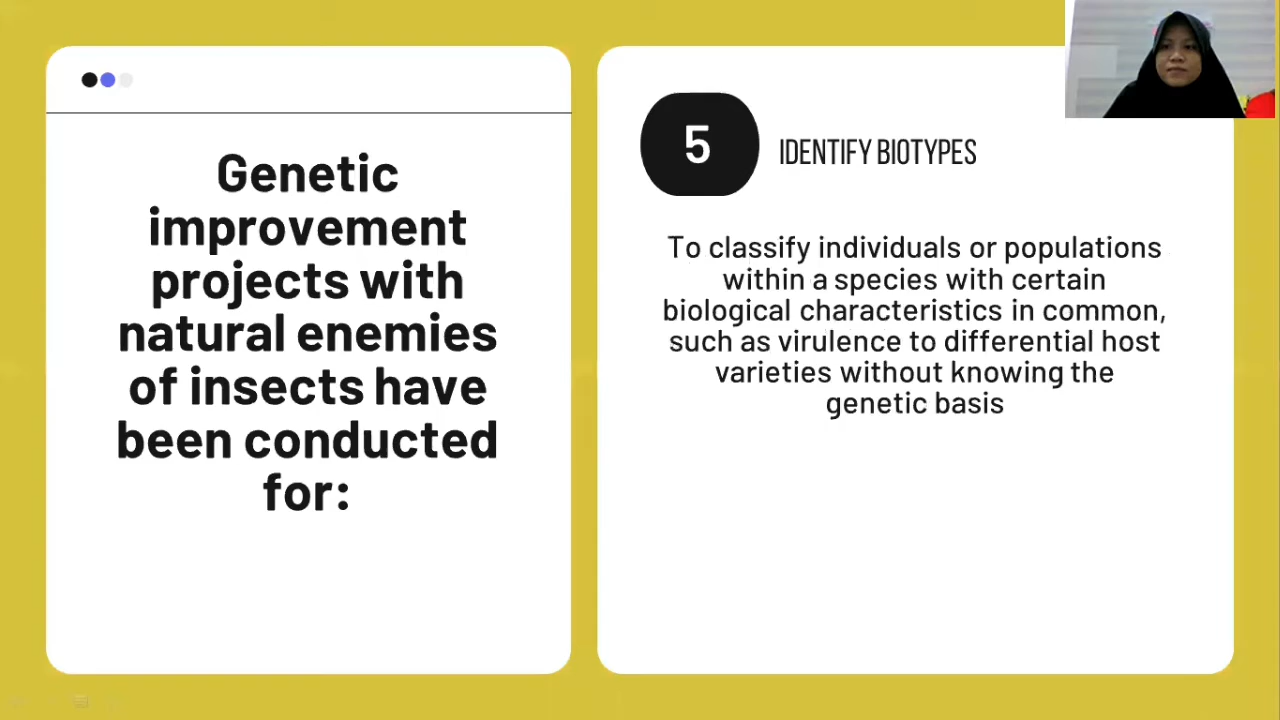 Genetic
improvement
projects with
natural enemies
of insects have
been conducted
for:
5
IDENTIFY BIOTYPES
To classify individuals or populations
within a species with certain
biological characteristics in common,
such as virulence to differential host
varieties without knowing the
genetic basis